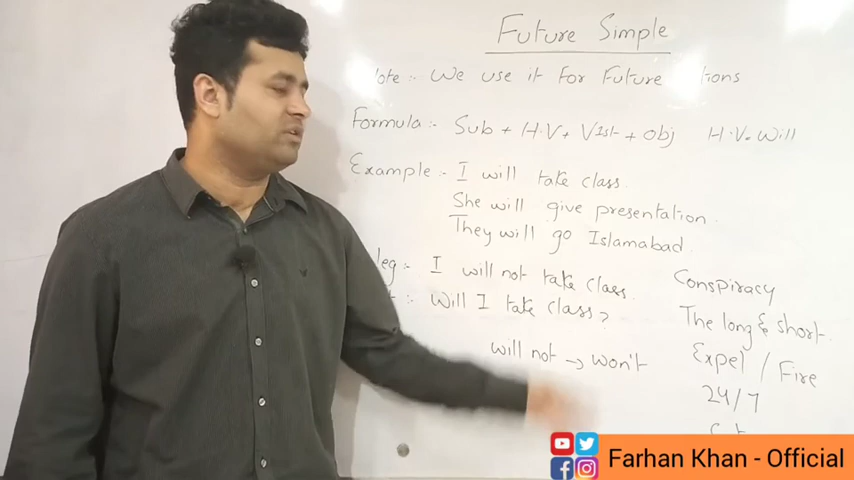 Future Simple
ote :- We use it for Future tions
Formula :- Sub + H.V + V1st + obj H.V. Will
Example :- I will take class.
She will give presentation.
They will go Islamabad.
eg :- I will not take class.
Will I take class?
will not → won't
Conspiracy
The long & short.
Expel / Fire
24/7
Farhan Khan - Official